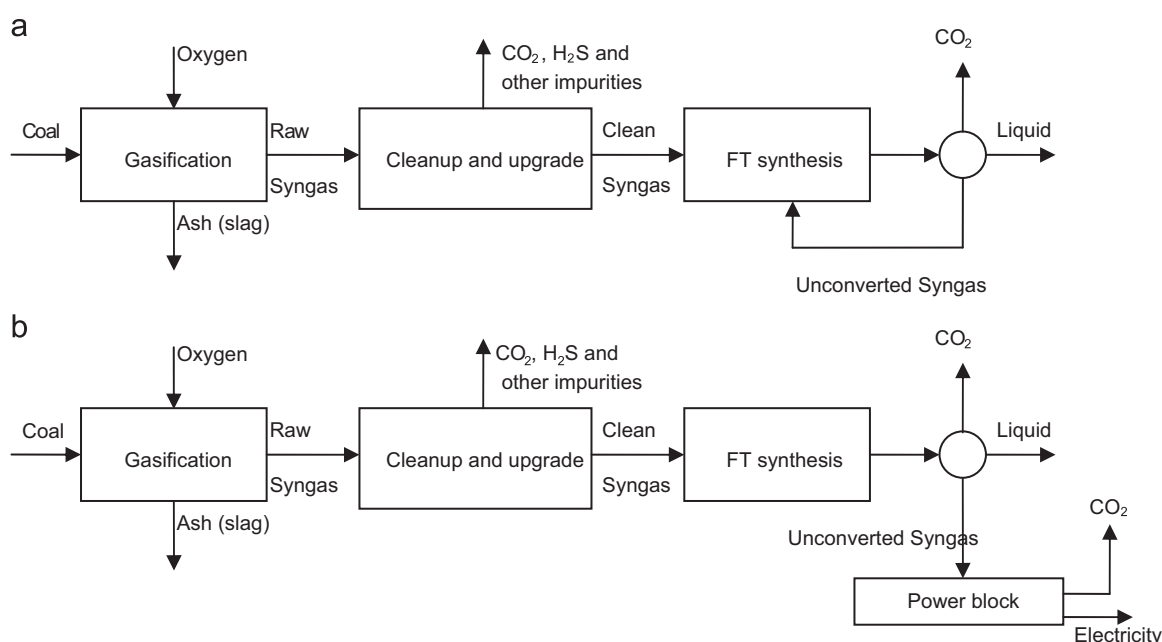 a
Oxygen
CO₂, H₂S and
other impurities
CO₂
Coal
Gasification
Raw
Syngas
Cleanup and upgrade
Clean
Syngas
FT synthesis
Liquid
Ash (slag)
Unconverted Syngas
b
Oxygen
CO₂, H₂S and
other impurities
CO₂
Coal
Gasification
Raw
Syngas
Cleanup and upgrade
Clean
Syngas
FT synthesis
Liquid
Ash (slag)
Unconverted Syngas
CO₂
Power block
Electricity